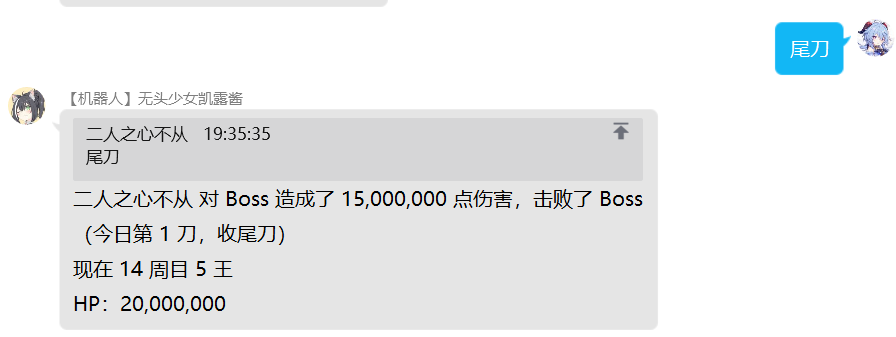 尾刀
【机器人】无头少女凯露酱
二人之心不从 19:35:35
尾刀
二人之心不从 对 Boss 造成了 15,000,000 点伤害，击败了 Boss
（今日第 1 刀，收尾刀）
现在 14 周目 5 王
HP：20,000,000